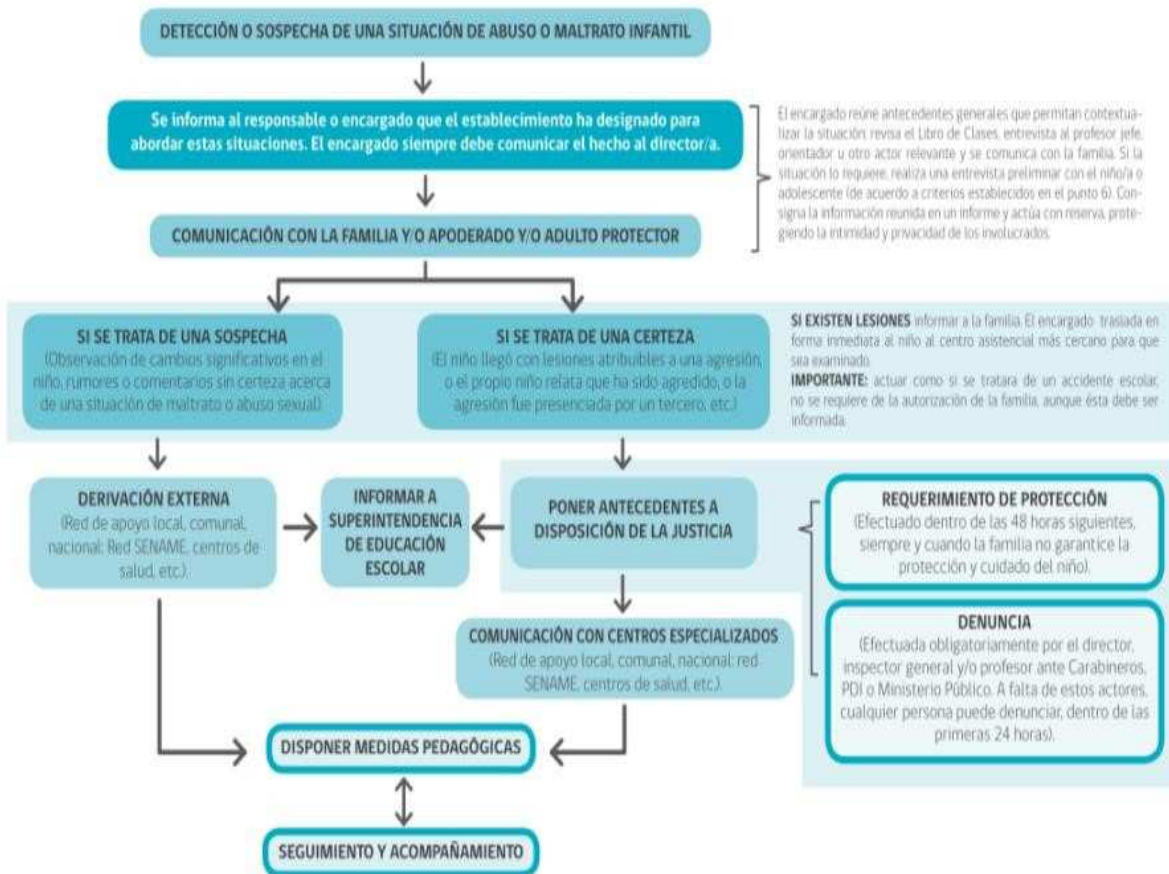 DETECCIÓN O SOSPECHA DE UNA SITUACIÓN DE ABUSO O MALTRATO INFANTIL
Se informa al responsable o encargado que el establecimiento ha designado para
abordar estas situaciones. El encargado siempre debe comunicar el hecho al director/a.
El encargado reúne antecedentes generales que permitan contextua-
lizar la situación, revisa el Libro de Clases, entrevista al profesor jefe,
orientador u otro actor relevante y se comunica con la familia. Si la
situación lo requiere, realiza una entrevista preliminar con el niño/a o
adolescente (de acuerdo a criterios establecidos en el punto 6). Con-
signa la información reunida en un informe y actúa con reserva, prote-
giendo la intimidad y privacidad de los involucrados.
COMUNICACIÓN CON LA FAMILIA Y/O APODERADO Y/O ADULTO PROTECTOR
SI SE TRATA DE UNA SOSPECHA
(Observación de cambios significativos en el
niño, rumores o comentarios sin certeza acerca
de una situación de maltrato o abuso sexual).
SI SE TRATA DE UNA CERTEZA
(El niño llegó con lesiones atribuibles a una agresión,
o el propio niño relata que ha sido agredido, o la
agresión fue presenciada por un tercero, etc.)
SI EXISTEN LESIONES informar a la familia. El encargado traslada en
forma inmediata al niño al centro asistencial más cercano para que
sea examinado.
IMPORTANTE: actuar como si se tratara de un accidente escolar,
no se requiere de la autorización de la familia, aunque ésta debe ser
informada.
DERIVACIÓN EXTERNA
(Red de apoyo local, comunal,
nacional: Red SENAME, centros de
salud, etc.).
INFORMAR A
SUPERINTENDENCIA
DE EDUCACIÓN
ESCOLAR
PONER ANTECEDENTES A
DISPOSICIÓN DE LA JUSTICIA
REQUERIMIENTO DE PROTECCIÓN
(Efectuado dentro de las 48 horas siguientes,
siempre y cuando la familia no garantice la
protección y cuidado del niño).
DENUNCIA
(Efectuada obligatoriamente por el director,
inspector general y/o profesor ante Carabineros,
PDI o Ministerio Público. A falta de estos actores,
cualquier persona puede denunciar, dentro de las
primeras 24 horas).
COMUNICACIÓN CON CENTROS ESPECIALIZADOS
(Red de apoyo local, comunal, nacional: red
SENAME, centros de salud, etc.).
DISPONER MEDIDAS PEDAGÓGICAS
SEGUIMIENTO Y ACOMPAÑAMIENTO